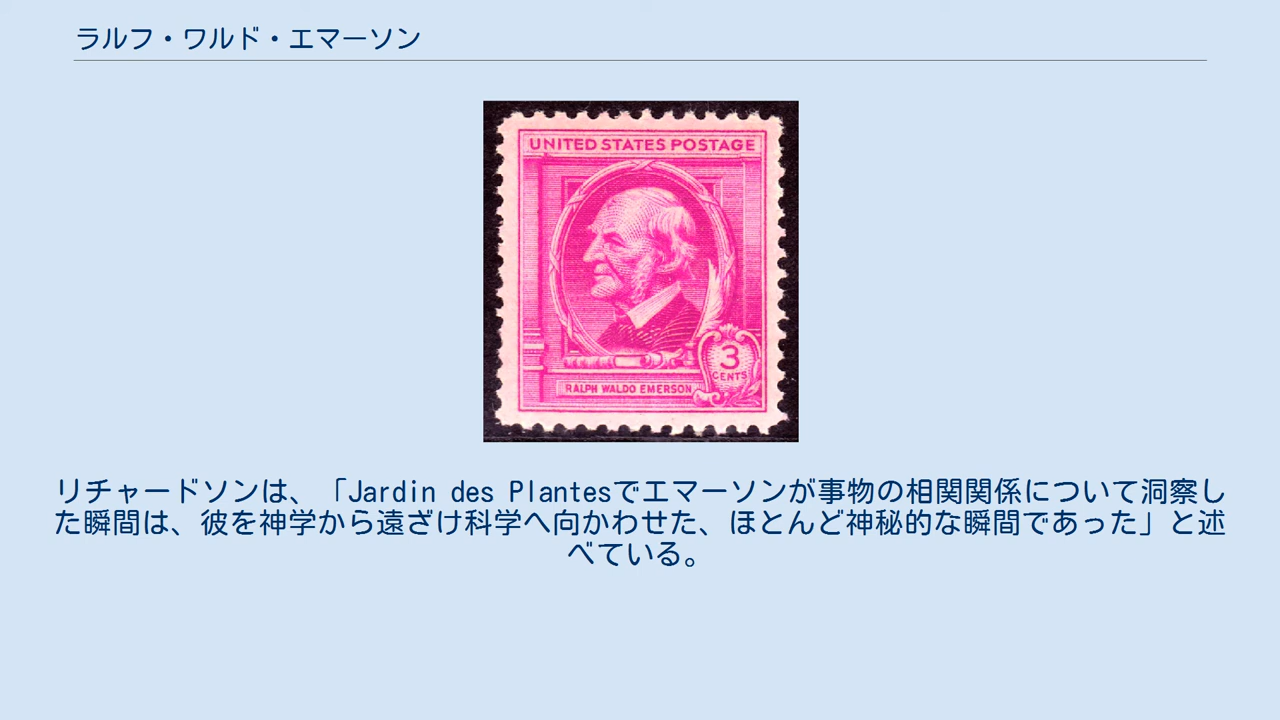 ラルフ・ワルド・エマーソン
UNITED STATES POSTAGE
3
CENTS
RALPH WALDO EMERSON
リチャードソンは、「Jardin des Plantesでエマーソンが事物の相関関係について洞察し
た瞬間は、彼を神学から遠ざけ科学へ向かわせた、ほとんど神秘的な瞬間であった」と述
べている。